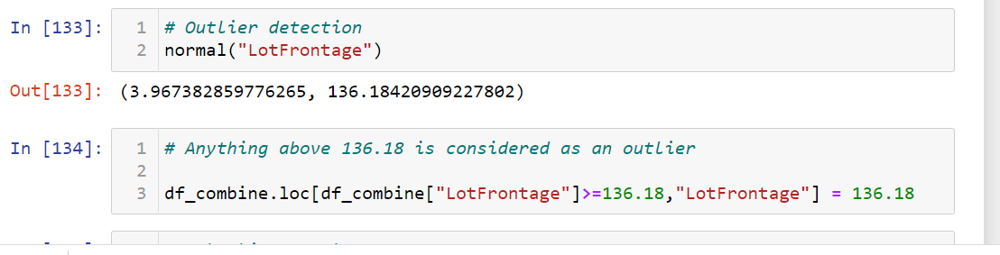 In [133]: 1 # Outlier detection
2 normal("LotFrontage")
Out[133]: (3.967382859776265, 136.18420909227802)
In [134]: 1 # Anything above 136.18 is considered as an outlier
2
3 df_combine.loc[df_combine["LotFrontage"]>=136.18,"LotFrontage"] = 136.18